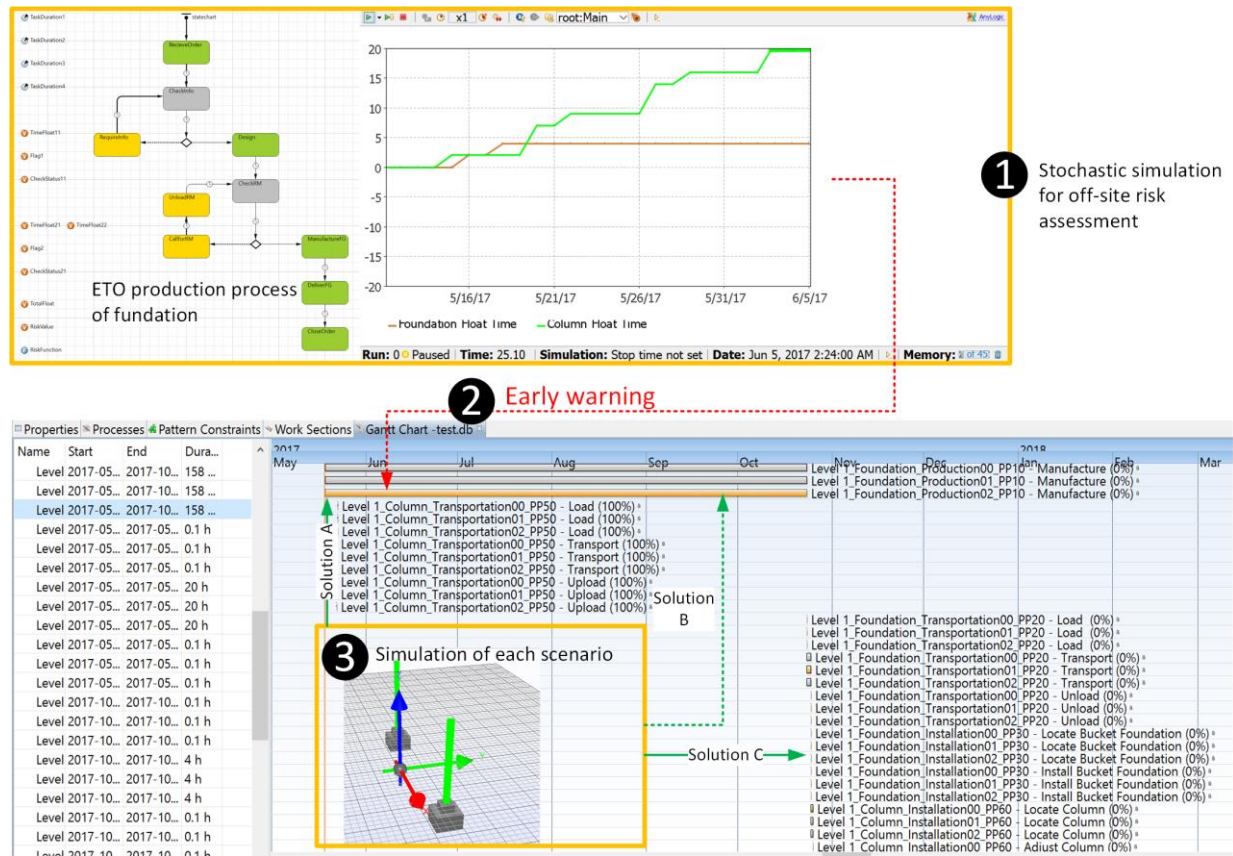 TaskDuration1
TaskDuration2
TaskDuration3
TaskDuration4
TimeFloat11
Flag1
CheckStatus11
TimeFloat21 TimeFloat22
Flag2
CheckStatus21
TotalFloat
RiskValue
RiskFunction
statechart
RecieveOrder
CheckInfo
RequireInfo
Design
CheckRM
UnloadRM
CallforRM
ManufactureFG
DeliverFG
CloseOrder
ETO production process
of fundation
x1 root:Main AnyLogic
20
15
10
5
0
-5
-10
-15
-20
5/16/17 5/21/17 5/26/17 5/31/17 6/5/17
Foundation Float Time Column Float Time
Run: 0 Paused Time: 25.10 Simulation: Stop time not set Date: Jun 5, 2017 2:24:00 AM Memory: of 45
1 Stochastic simulation
for off-site risk
assessment
2 Early warning
Properties Processes Pattern Constraints Work Sections Gantt Chart -test.db
Name Start End Dura...
Level 2017-05... 2017-10... 158 ...
Level 2017-05... 2017-10... 158 ...
Level 2017-05... 2017-10... 158 ...
Level 2017-05... 2017-05... 0.1 h
Level 2017-05... 2017-05... 0.1 h
Level 2017-05... 2017-05... 0.1 h
Level 2017-05... 2017-05... 20 h
Level 2017-05... 2017-05... 20 h
Level 2017-05... 2017-05... 20 h
Level 2017-05... 2017-05... 0.1 h
Level 2017-05... 2017-05... 0.1 h
Level 2017-05... 2017-05... 0.1 h
Level 2017-10... 2017-10... 0.1 h
Level 2017-10... 2017-10... 0.1 h
Level 2017-10... 2017-10... 0.1 h
Level 2017-10... 2017-10... 4 h
Level 2017-10... 2017-10... 4 h
Level 2017-10... 2017-10... 4 h
Level 2017-10... 2017-10... 0.1 h
Level 2017-10... 2017-10... 0.1 h
Level 2017-10... 2017-10... 0.1 h
2017 2018
May Jun Jul Aug Sep Oct Nov Dec Jan Feb Mar
Level 1_Foundation_Production00_PP10 - Manufacture (0%)
Level 1_Foundation_Production01_PP10 - Manufacture (0%)
Level 1_Foundation_Production02_PP10 - Manufacture (0%)
Level 1_Column_Transportation00_PP50 - Load (100%)
Level 1_Column_Transportation01_PP50 - Load (100%)
Level 1_Column_Transportation02_PP50 - Load (100%)
Level 1_Column_Transportation00_PP50 - Transport (100%)
Level 1_Column_Transportation01_PP50 - Transport (100%)
Level 1_Column_Transportation02_PP50 - Transport (100%)
Level 1_Column_Transportation00_PP50 - Upload (100%)
Level 1_Column_Transportation01_PP50 - Upload (100%)
Level 1_Column_Transportation02_PP50 - Upload (100%)
Solution A
Solution
B
3 Simulation of each scenario
Solution C
Level 1_Foundation_Transportation00_PP20 - Load (0%)
Level 1_Foundation_Transportation01_PP20 - Load (0%)
Level 1_Foundation_Transportation02_PP20 - Load (0%)
Level 1_Foundation_Transportation00_PP20 - Transport (0%)
Level 1_Foundation_Transportation01_PP20 - Transport (0%)
Level 1_Foundation_Transportation02_PP20 - Transport (0%)
Level 1_Foundation_Transportation00_PP20 - Unload (0%)
Level 1_Foundation_Transportation01_PP20 - Unload (0%)
Level 1_Foundation_Transportation02_PP20 - Unload (0%)
Level 1_Foundation_Installation00_PP30 - Locate Bucket Foundation (0%)
Level 1_Foundation_Installation01_PP30 - Locate Bucket Foundation (0%)
Level 1_Foundation_Installation02_PP30 - Locate Bucket Foundation (0%)
Level 1_Foundation_Installation00_PP30 - Install Bucket Foundation (0%)
Level 1_Foundation_Installation01_PP30 - Install Bucket Foundation (0%)
Level 1_Foundation_Installation02_PP30 - Install Bucket Foundation (0%)
Level 1_Column_Installation00_PP60 - Locate Column (0%)
Level 1_Column_Installation01_PP60 - Locate Column (0%)
Level 1_Column_Installation02_PP60 - Locate Column (0%)
Level 1_Column_Installation00_PP60 - Adjust Column (0%)